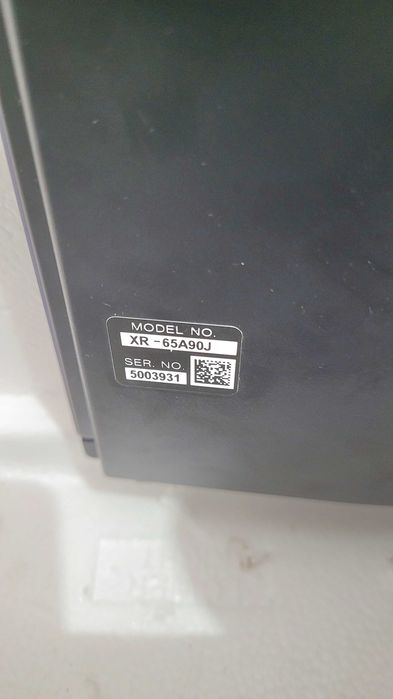 MODEL NO.
XR - 65A90J
SER. NO.
5003931